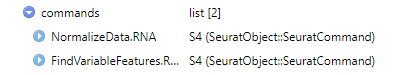 commands list [2]
NormalizeData.RNA S4 (SeuratObject::SeuratCommand)
FindVariableFeatures.R... S4 (SeuratObject::SeuratCommand)